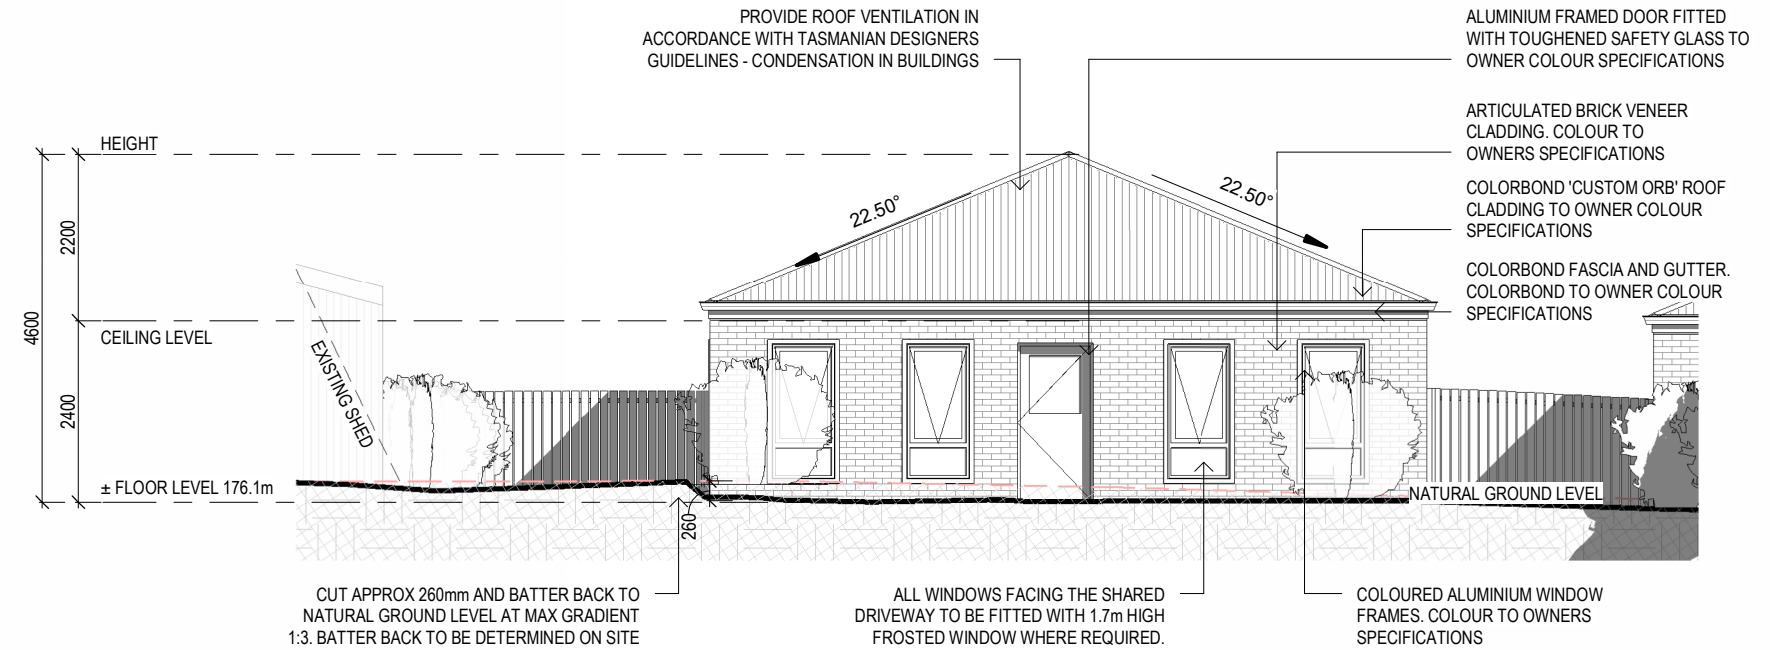 PROVIDE ROOF VENTILATION IN
ACCORDANCE WITH TASMANIAN DESIGNERS
GUIDELINES - CONDENSATION IN BUILDINGS
ALUMINIUM FRAMED DOOR FITTED
WITH TOUGHENED SAFETY GLASS TO
OWNER COLOUR SPECIFICATIONS
ARTICULATED BRICK VENEER
CLADDING. COLOUR TO
OWNERS SPECIFICATIONS
COLORBOND 'CUSTOM ORB' ROOF
CLADDING TO OWNER COLOUR
SPECIFICATIONS
COLORBOND FASCIA AND GUTTER.
COLORBOND TO OWNER COLOUR
SPECIFICATIONS
HEIGHT
22.50°
22.50°
2200
4600
CEILING LEVEL
EXISTING SHED
2400
± FLOOR LEVEL 176.1m
NATURAL GROUND LEVEL
260
CUT APPROX 260mm AND BATTER BACK TO
NATURAL GROUND LEVEL AT MAX GRADIENT
1:3. BATTER BACK TO BE DETERMINED ON SITE
ALL WINDOWS FACING THE SHARED
DRIVEWAY TO BE FITTED WITH 1.7m HIGH
FROSTED WINDOW WHERE REQUIRED.
COLOURED ALUMINIUM WINDOW
FRAMES. COLOUR TO OWNERS
SPECIFICATIONS